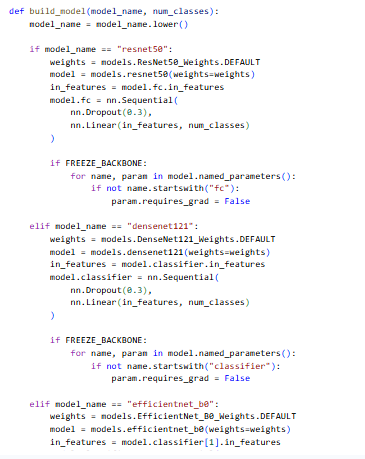 def build_model(model_name, num_classes):
    model_name = model_name.lower()

    if model_name == "resnet50":
        weights = models.ResNet50_Weights.DEFAULT
        model = models.resnet50(weights=weights)
        in_features = model.fc.in_features
        model.fc = nn.Sequential(
            nn.Dropout(0.3),
            nn.Linear(in_features, num_classes)
        )

        if FREEZE_BACKBONE:
            for name, param in model.named_parameters():
                if not name.startswith("fc"):
                    param.requires_grad = False

    elif model_name == "densenet121":
        weights = models.DenseNet121_Weights.DEFAULT
        model = models.densenet121(weights=weights)
        in_features = model.classifier.in_features
        model.classifier = nn.Sequential(
            nn.Dropout(0.3),
            nn.Linear(in_features, num_classes)
        )

        if FREEZE_BACKBONE:
            for name, param in model.named_parameters():
                if not name.startswith("classifier"):
                    param.requires_grad = False

    elif model_name == "efficientnet_b0":
        weights = models.EfficientNet_B0_Weights.DEFAULT
        model = models.efficientnet_b0(weights=weights)
        in_features = model.classifier[1].in_features